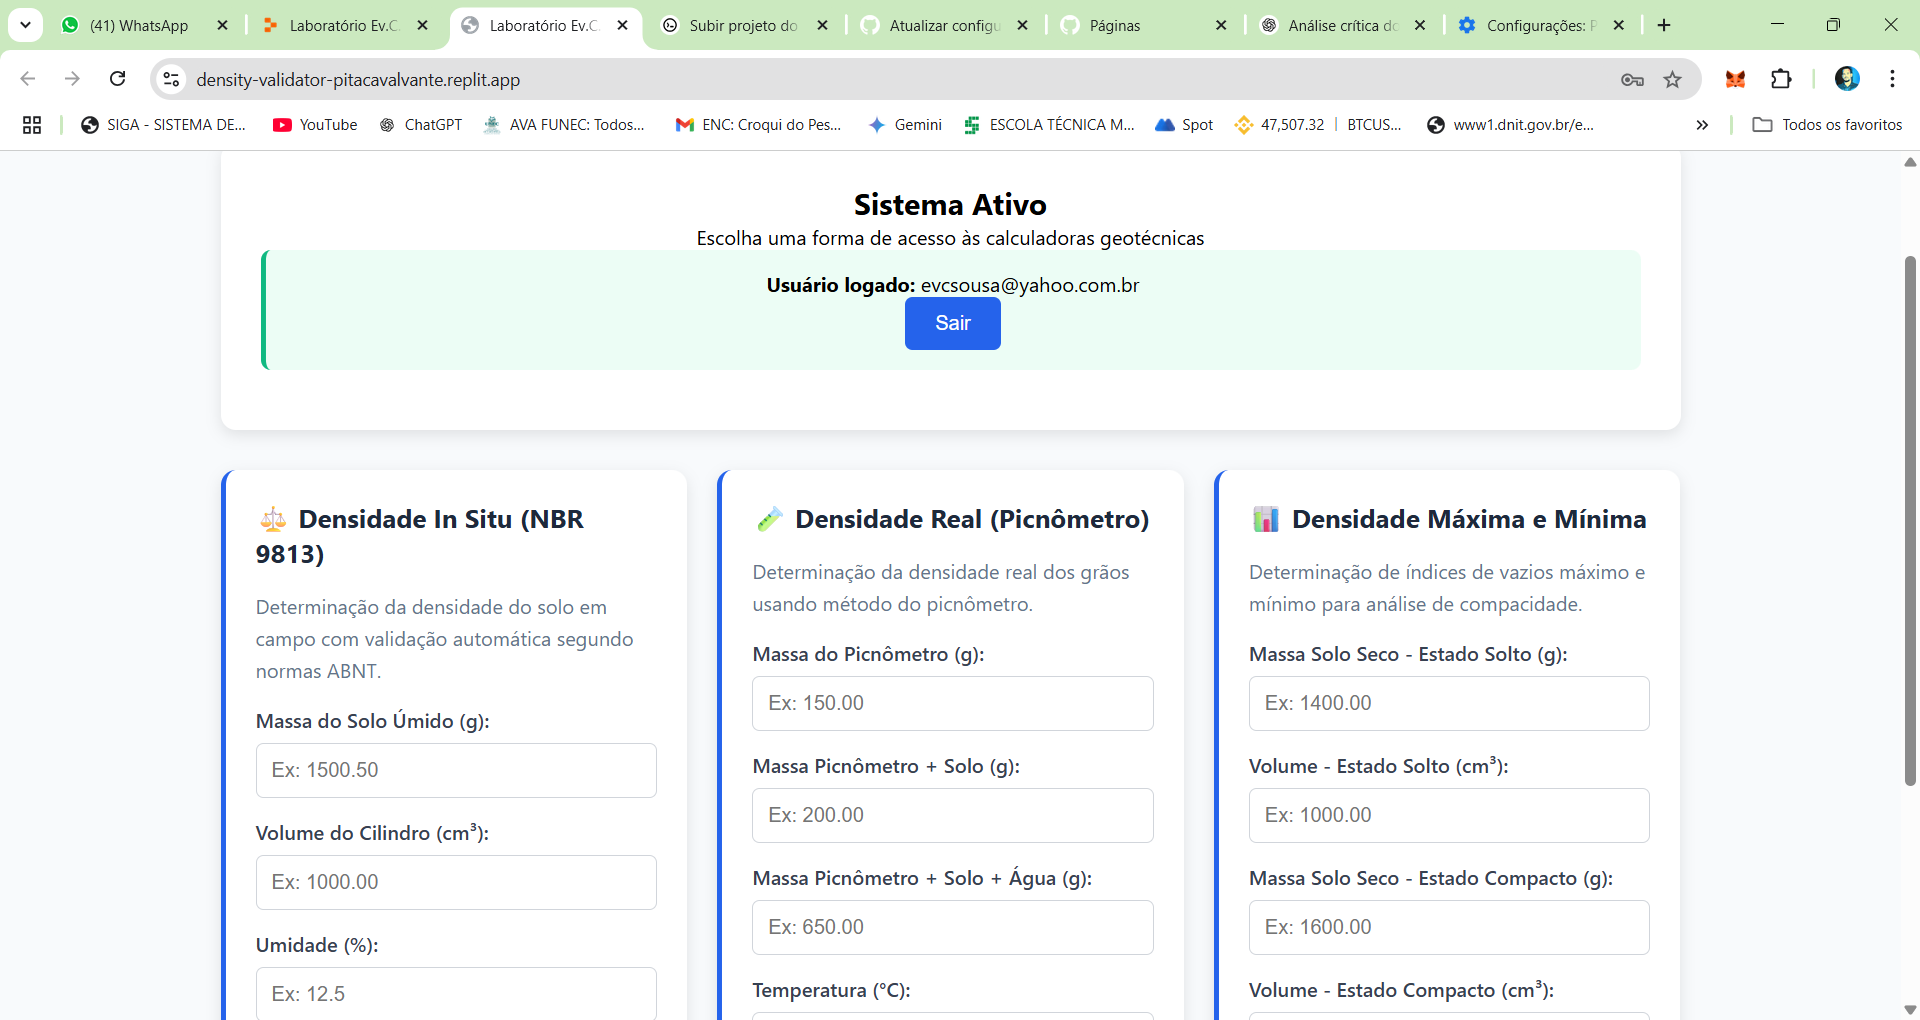 (41) WhatsApp
Laboratório Ev.C.
Laboratório Ev.C.
Subir projeto do
Atualizar configu
Páginas
Análise crítica do
Configurações: P
density-validator-pitacavalvante.replit.app
SIGA - SISTEMA DE...
YouTube
ChatGPT
AVA FUNEC: Todos...
ENC: Croqui do Pes...
Gemini
ESCOLA TÉCNICA M...
Spot
47,507.32 | BTCUS...
www1.dnit.gov.br/e...
Todos os favoritos
Sistema Ativo
Escolha uma forma de acesso às calculadoras geotécnicas
Usuário logado: evcsousa@yahoo.com.br
Sair
Densidade In Situ (NBR
9813)
Determinação da densidade do solo em
campo com validação automática segundo
normas ABNT.
Massa do Solo Úmido (g):
Ex: 1500.50
Volume do Cilindro (cm³):
Ex: 1000.00
Umidade (%):
Ex: 12.5
Densidade Real (Picnômetro)
Determinação da densidade real dos grãos
usando método do picnômetro.
Massa do Picnômetro (g):
Ex: 150.00
Massa Picnômetro + Solo (g):
Ex: 200.00
Massa Picnômetro + Solo + Água (g):
Ex: 650.00
Temperatura (°C):
Densidade Máxima e Mínima
Determinação de índices de vazios máximo e
mínimo para análise de compacidade.
Massa Solo Seco - Estado Solto (g):
Ex: 1400.00
Volume - Estado Solto (cm³):
Ex: 1000.00
Massa Solo Seco - Estado Compacto (g):
Ex: 1600.00
Volume - Estado Compacto (cm³):